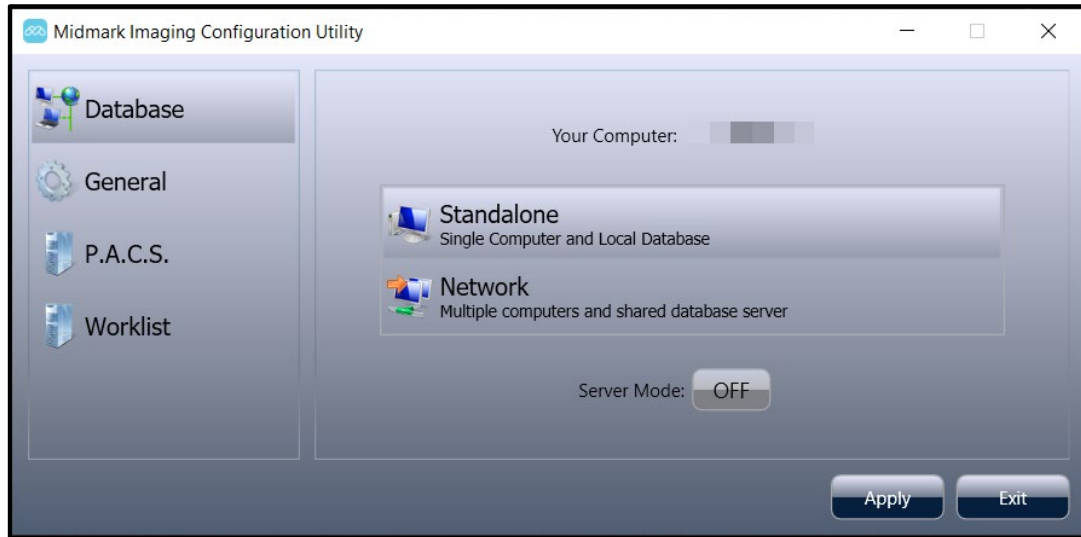 Midmark Imaging Configuration Utility
Database
General
P.A.C.S.
Worklist
Your Computer:
Standalone
Single Computer and Local Database
Network
Multiple computers and shared database server
Server Mode: OFF
Apply Exit